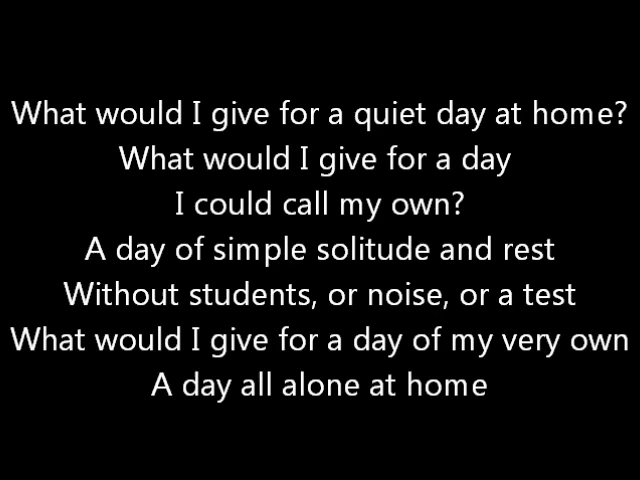 What would I give for a quiet day at home?
What would I give for a day
I could call my own?
A day of simple solitude and rest
Without students, or noise, or a test
What would I give for a day of my very own
A day all alone at home